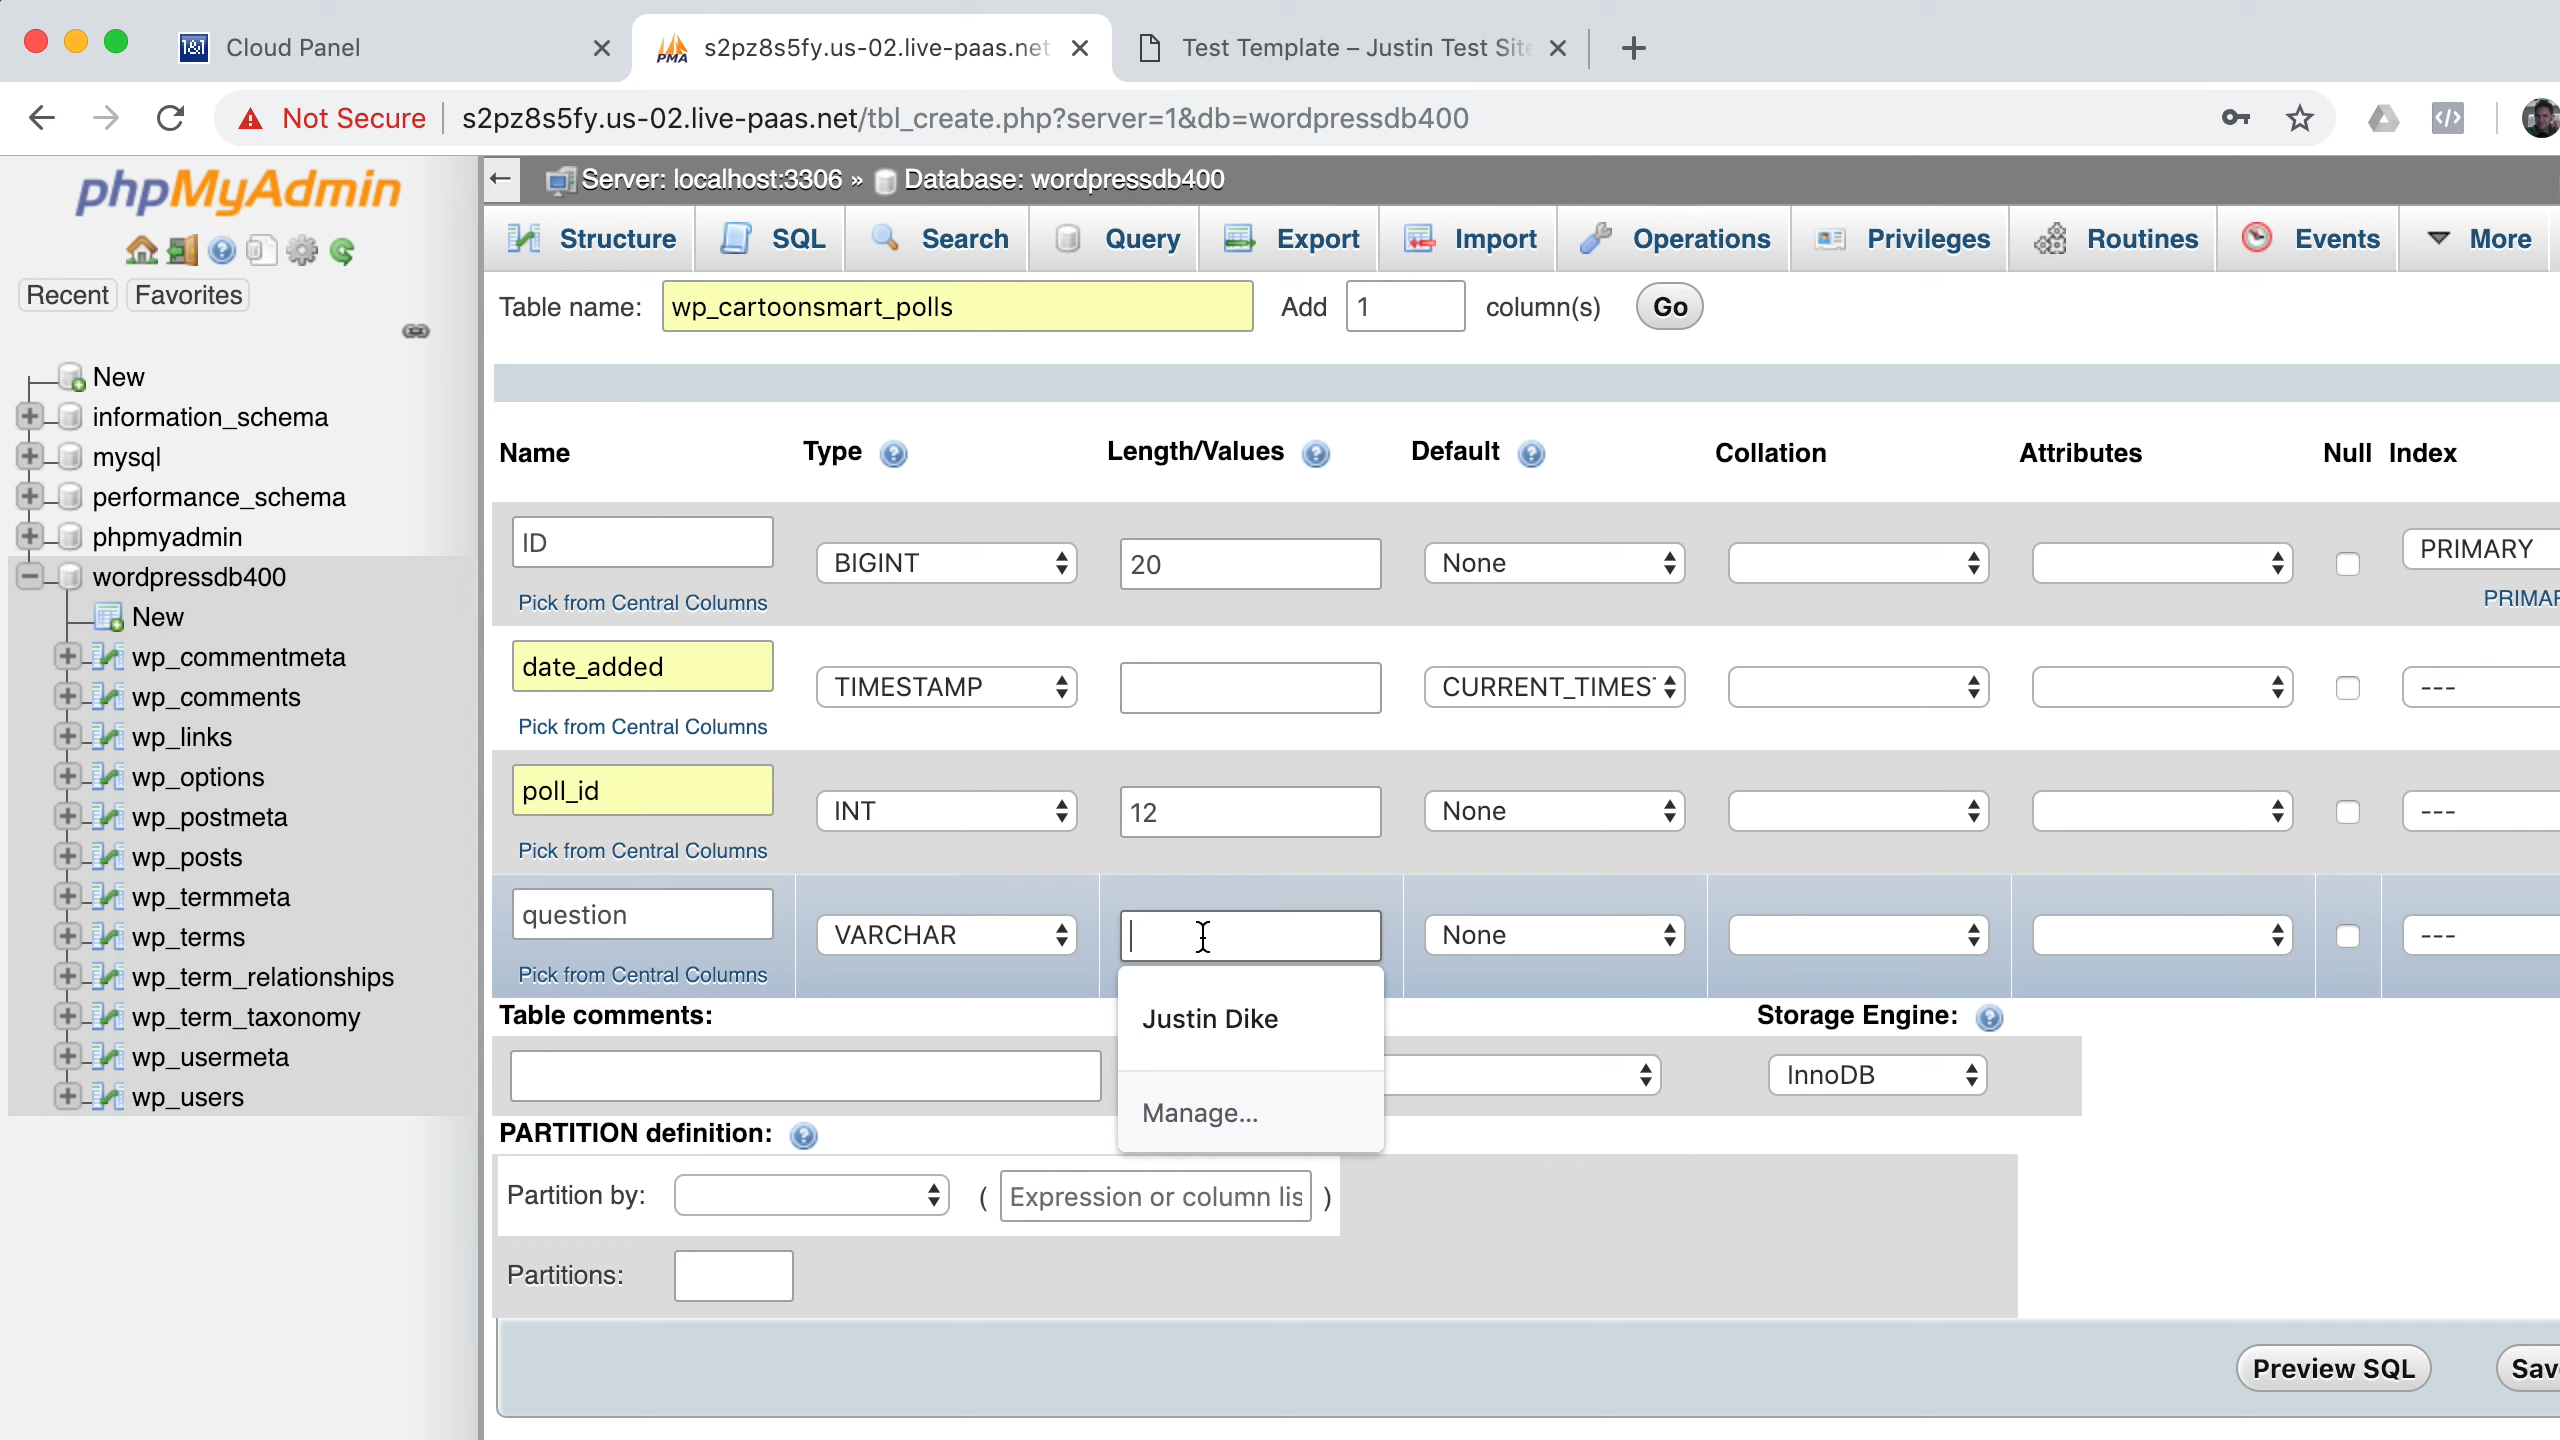 1&1 Cloud Panel
PMA s2pz8s5fy.us-02.live-paas.net
Test Template – Justin Test Site
Not Secure s2pz8s5fy.us-02.live-paas.net/tbl_create.php?server=1&db=wordpressdb400
phpMyAdmin
Recent Favorites
New
information_schema
mysql
performance_schema
phpmyadmin
wordpressdb400
New
wp_commentmeta
wp_comments
wp_links
wp_options
wp_postmeta
wp_posts
wp_termmeta
wp_terms
wp_term_relationships
wp_term_taxonomy
wp_usermeta
wp_users
Server: localhost:3306 » Database: wordpressdb400
Structure SQL Search Query Export Import Operations Privileges Routines Events More
Table name: wp_cartoonsmart_polls Add 1 column(s) Go
Name Type Length/Values Default Collation Attributes Null Index
ID BIGINT 20 None PRIMARY
Pick from Central Columns PRIMAR
date_added TIMESTAMP CURRENT_TIMEST ---
Pick from Central Columns
poll_id INT 12 None ---
Pick from Central Columns
question VARCHAR None ---
Pick from Central Columns
Justin Dike
Manage...
Table comments: Storage Engine:
InnoDB
PARTITION definition:
Partition by: ( Expression or column lis )
Partitions:
Preview SQL Sav